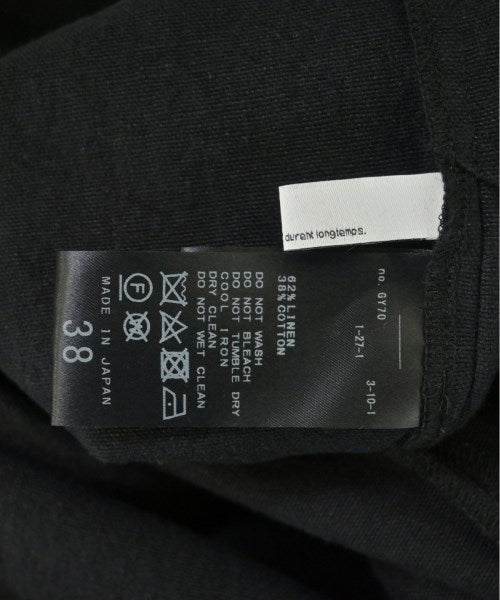 durent longtemps.
no. GY70
1-27-1
3-10-1
62% LINEN
38% COTTON
DO NOT WASH
DO NOT BLEACH
DO NOT TUMBLE DRY
COOL IRON
DRY CLEAN
DO NOT WET CLEAN
F
MADE IN JAPAN
38